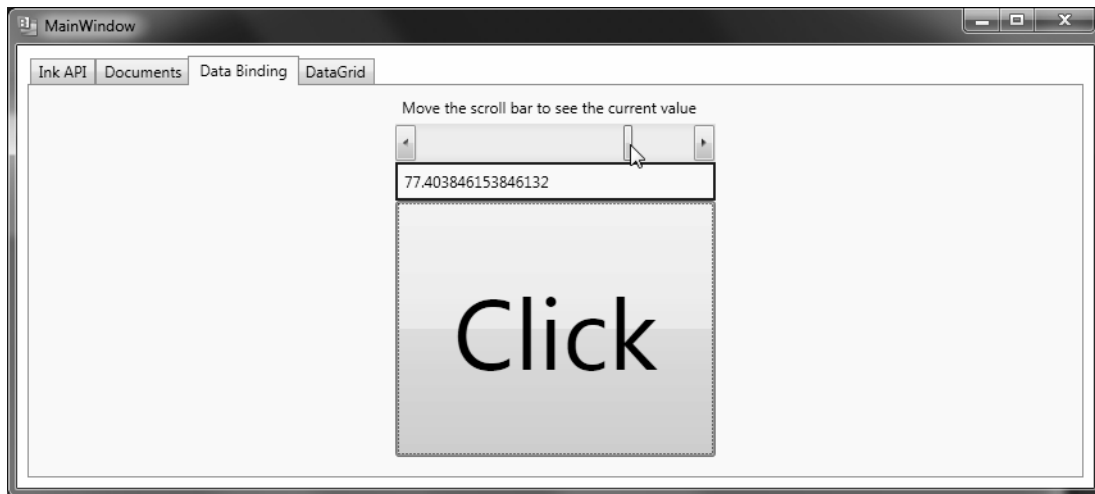 MainWindow
Ink API Documents Data Binding DataGrid
Move the scroll bar to see the current value
77.403846153846132
Click